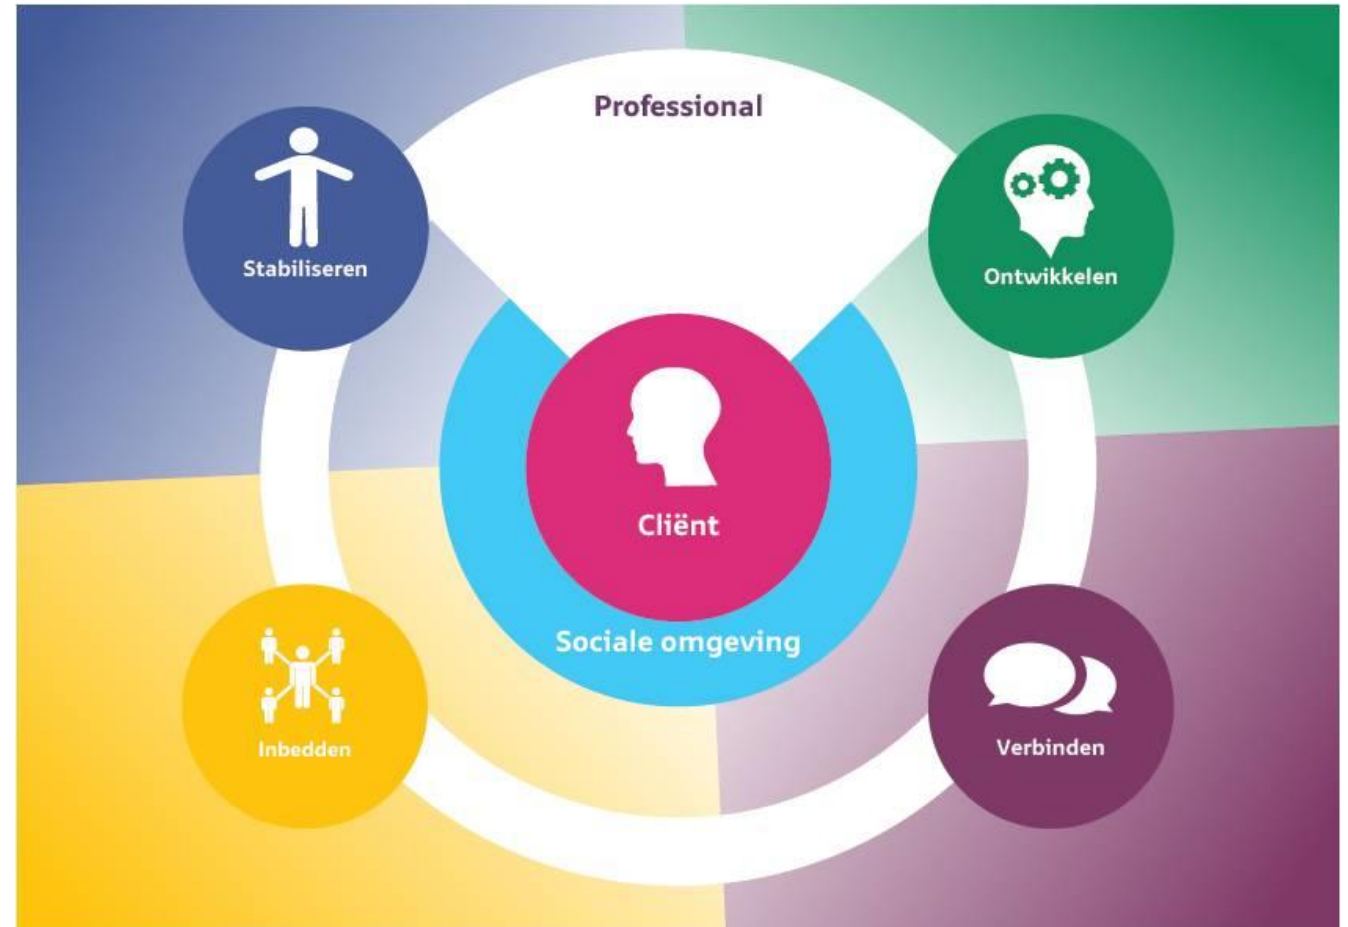 Professional
Stabiliseren
Ontwikkelen
Cliënt
Sociale omgeving
Inbedden
Verbinden